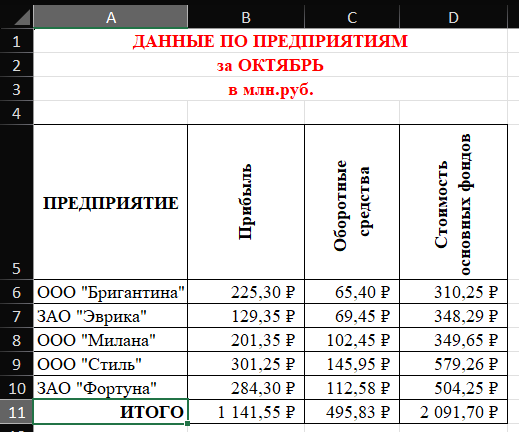 A B C D
1 ДАННЫЕ ПО ПРЕДПРИЯТИЯМ
2 за ОКТЯБРЬ
3 в млн.руб.
4
5 ПРЕДПРИЯТИЕ Прибыль Оборотные средства Стоимость основных фондов
6 ООО "Бригантина" 225,30 ₽ 65,40 ₽ 310,25 ₽
7 ЗАО "Эврика" 129,35 ₽ 69,45 ₽ 348,29 ₽
8 ООО "Милана" 201,35 ₽ 102,45 ₽ 349,65 ₽
9 ООО "Стиль" 301,25 ₽ 145,95 ₽ 579,26 ₽
10 ЗАО "Фортуна" 284,30 ₽ 112,58 ₽ 504,25 ₽
11 ИТОГО 1 141,55 ₽ 495,83 ₽ 2 091,70 ₽